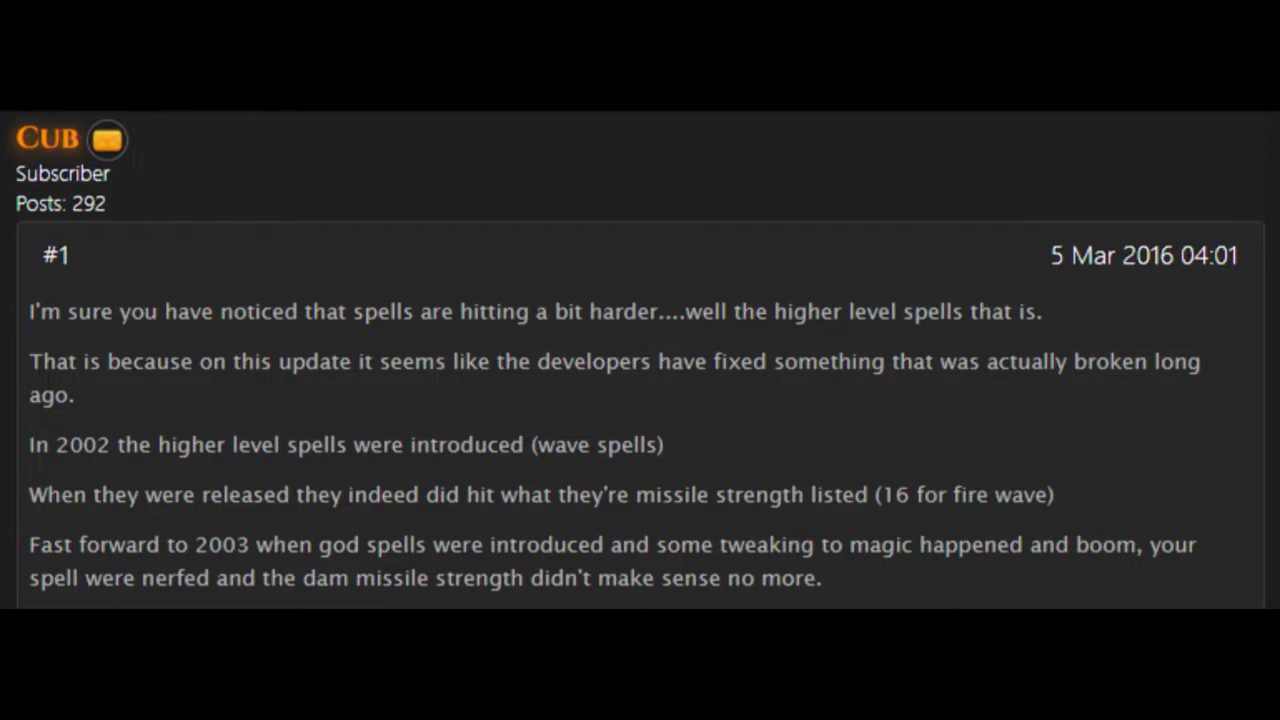 Cub
Subscriber
Posts: 292
#1
5 Mar 2016 04:01
I'm sure you have noticed that spells are hitting a bit harder....well the higher level spells that is.
That is because on this update it seems like the developers have fixed something that was actually broken long
ago.
In 2002 the higher level spells were introduced (wave spells)
When they were released they indeed did hit what they're missile strength listed (16 for fire wave)
Fast forward to 2003 when god spells were introduced and some tweaking to magic happened and boom, your
spell were nerfed and the dam missile strength didn't make sense no more.